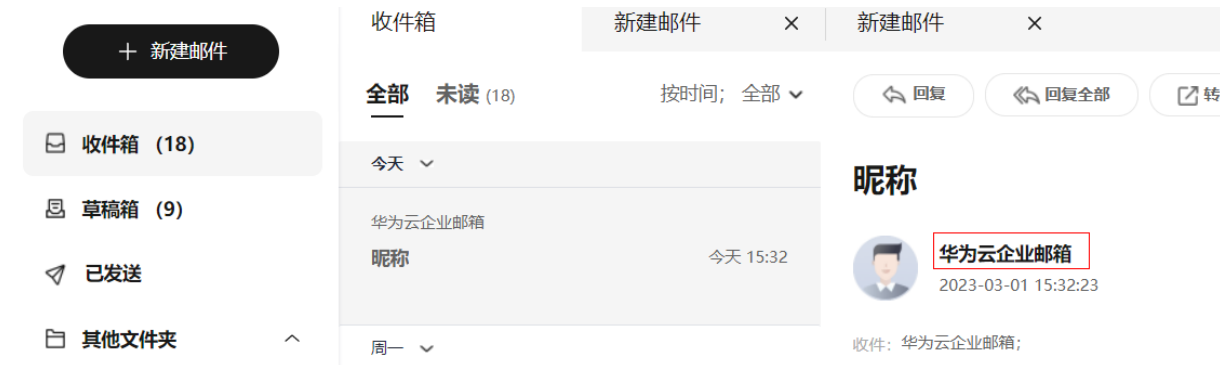 新建邮件
收件箱 (18)
草稿箱 (9)
已发送
其他文件夹
收件箱 新建邮件 × 新建邮件 ×
全部 未读 (18) 按时间; 全部
今天
华为云企业邮箱
昵称 今天 15:32
周一
回复 回复全部 转
昵称
华为云企业邮箱
2023-03-01 15:32:23
收件: 华为云企业邮箱;